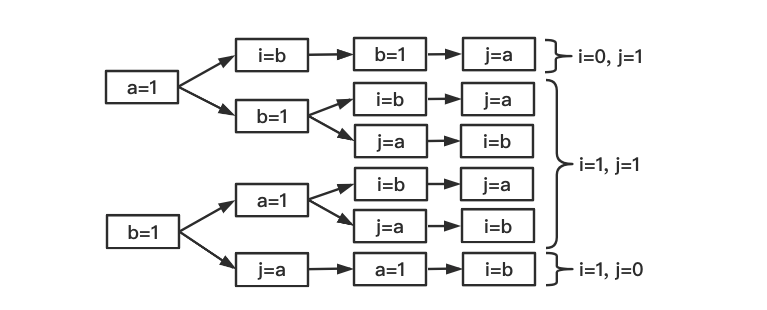 i=b b=1 j=a i=0, j=1
a=1
b=1 i=b j=a
j=a i=b
i=1, j=1
a=1 i=b j=a
j=a i=b
b=1
j=a a=1 i=b i=1, j=0